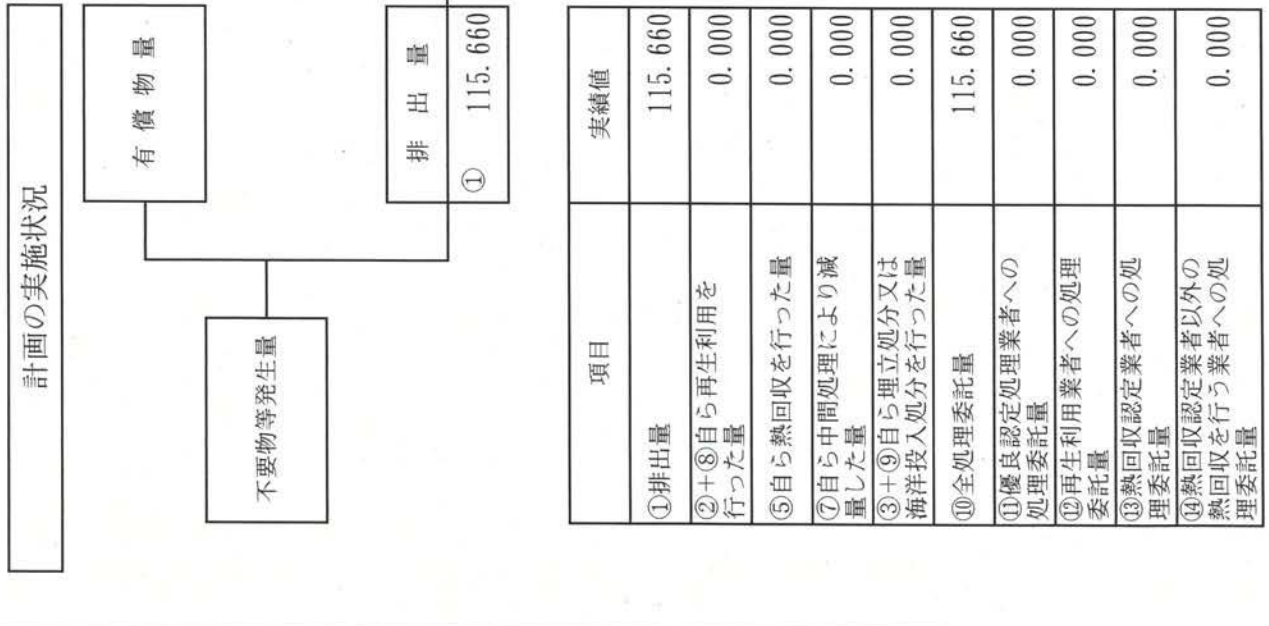 計画の実施状況
有償物量
不要物等発生量
排出量
① 115.660
項目 実績値
①排出量 115.660
②+⑧自ら再生利用を
行った量 0.000
⑤自ら熱回収を行った量 0.000
⑦自ら中間処理により減
量した量 0.000
③+⑨自ら埋立処分又は
海洋投入処分を行った量 0.000
⑩全処理委託量 115.660
⑪優良認定処理業者への
処理委託量 0.000
⑫再生利用業者への処理
委託量 0.000
⑬熱回収認定業者への処
理委託量 0.000
⑭熱回収認定業者以外の
熱回収を行う業者への処
理委託量 0.000